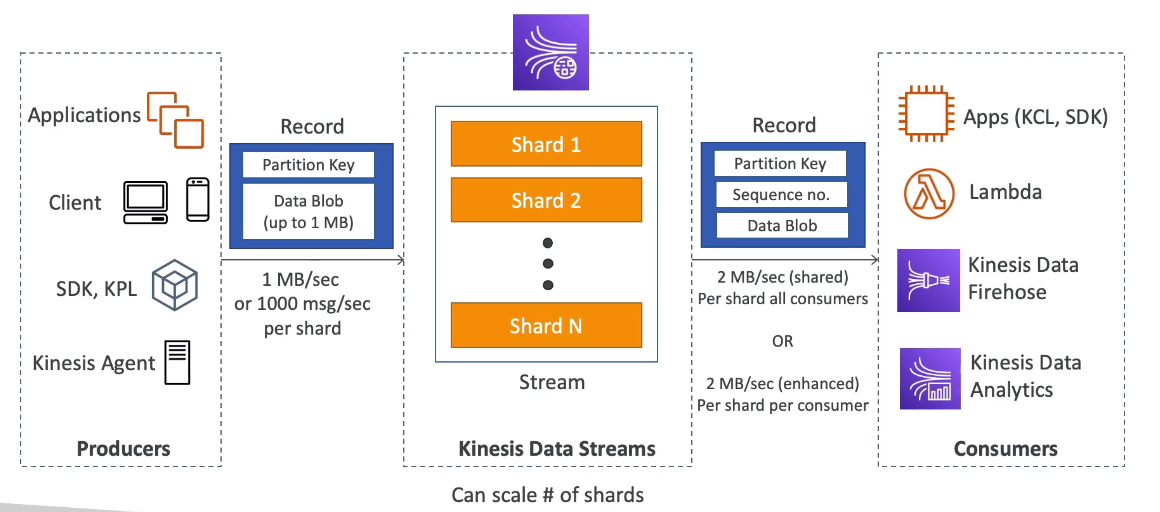 Applications
Client
SDK, KPL
Kinesis Agent
Producers
Record
Partition Key
Data Blob
(up to 1 MB)
1 MB/sec
or 1000 msg/sec
per shard
Shard 1
Shard 2
Shard N
Stream
Kinesis Data Streams
Can scale # of shards
Record
Partition Key
Sequence no.
Data Blob
2 MB/sec (shared)
Per shard all consumers
OR
2 MB/sec (enhanced)
Per shard per consumer
Apps (KCL, SDK)
Lambda
Kinesis Data
Firehose
Kinesis Data
Analytics
Consumers